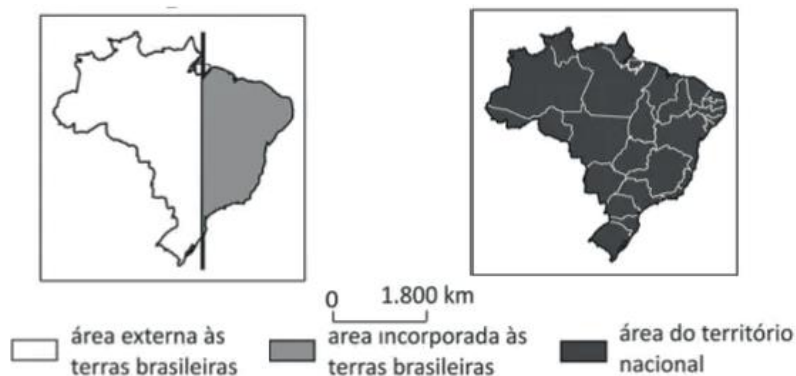 0 1.800 km
área externa às
terras brasileiras
area incorporada às
terras brasileiras
área do território
nacional